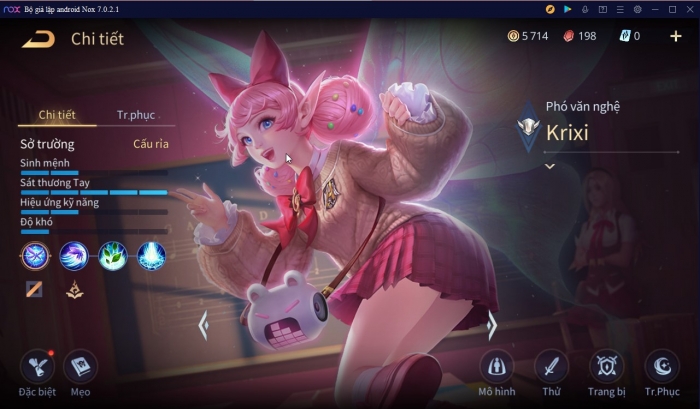 nox Bộ giả lập android Nox 7.0.2.1
Chi tiết
5 714
198
0
Chi tiết Tr.phục
Sở trường Cấu rỉa
Sinh mệnh
Sát thương Tay
Hiệu ứng kỹ năng
Độ khó
Phó văn nghệ
Krixi
Đặc biệt
Mẹo
Mô hình
Thử
Trang bị
Tr.Phục